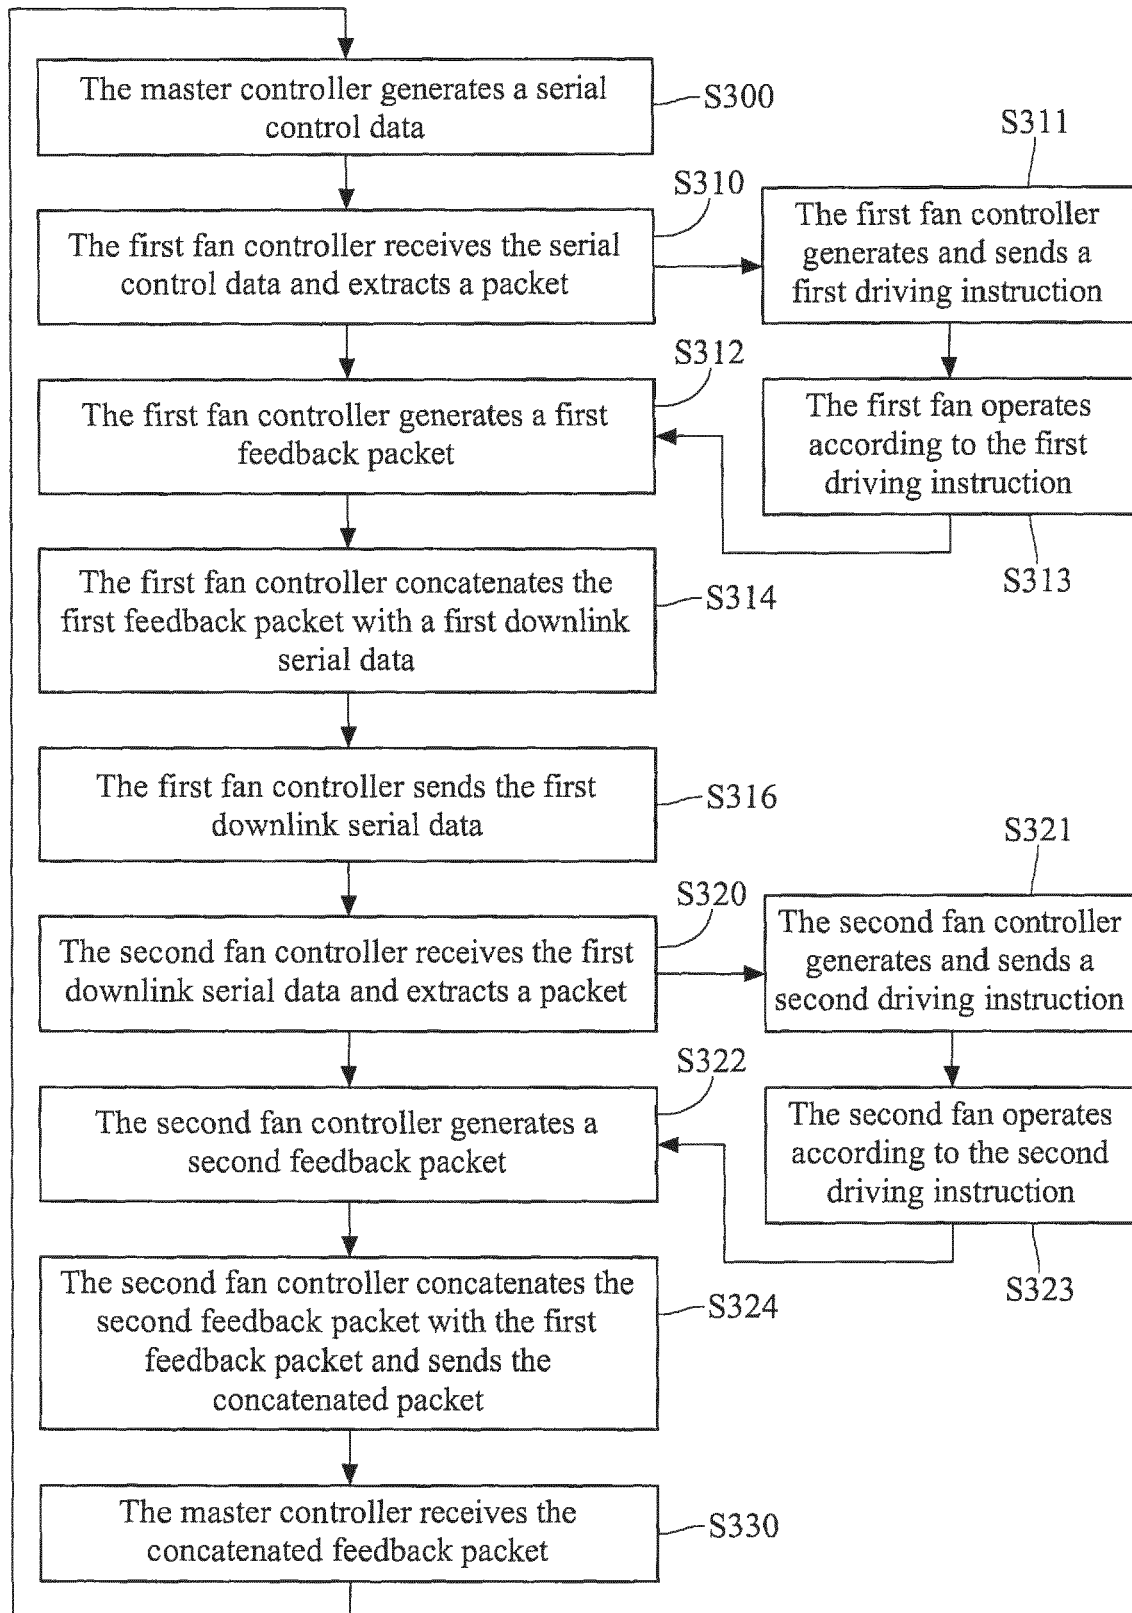 The master controller generates a serial
control data
S300
S311
S310
The first fan controller receives the serial
control data and extracts a packet
The first fan controller
generates and sends a
first driving instruction
S312
The first fan controller generates a first
feedback packet
The first fan operates
according to the first
driving instruction
S313
The first fan controller concatenates the
first feedback packet with a first downlink
serial data
S314
The first fan controller sends the first
downlink serial data
S316
S321
S320
The second fan controller receives the first
downlink serial data and extracts a packet
The second fan controller
generates and sends a
second driving instruction
S322
The second fan controller generates a
second feedback packet
The second fan operates
according to the second
driving instruction
S323
The second fan controller concatenates the
second feedback packet with the first
feedback packet and sends the
concatenated packet
S324
The master controller receives the
concatenated feedback packet
S330